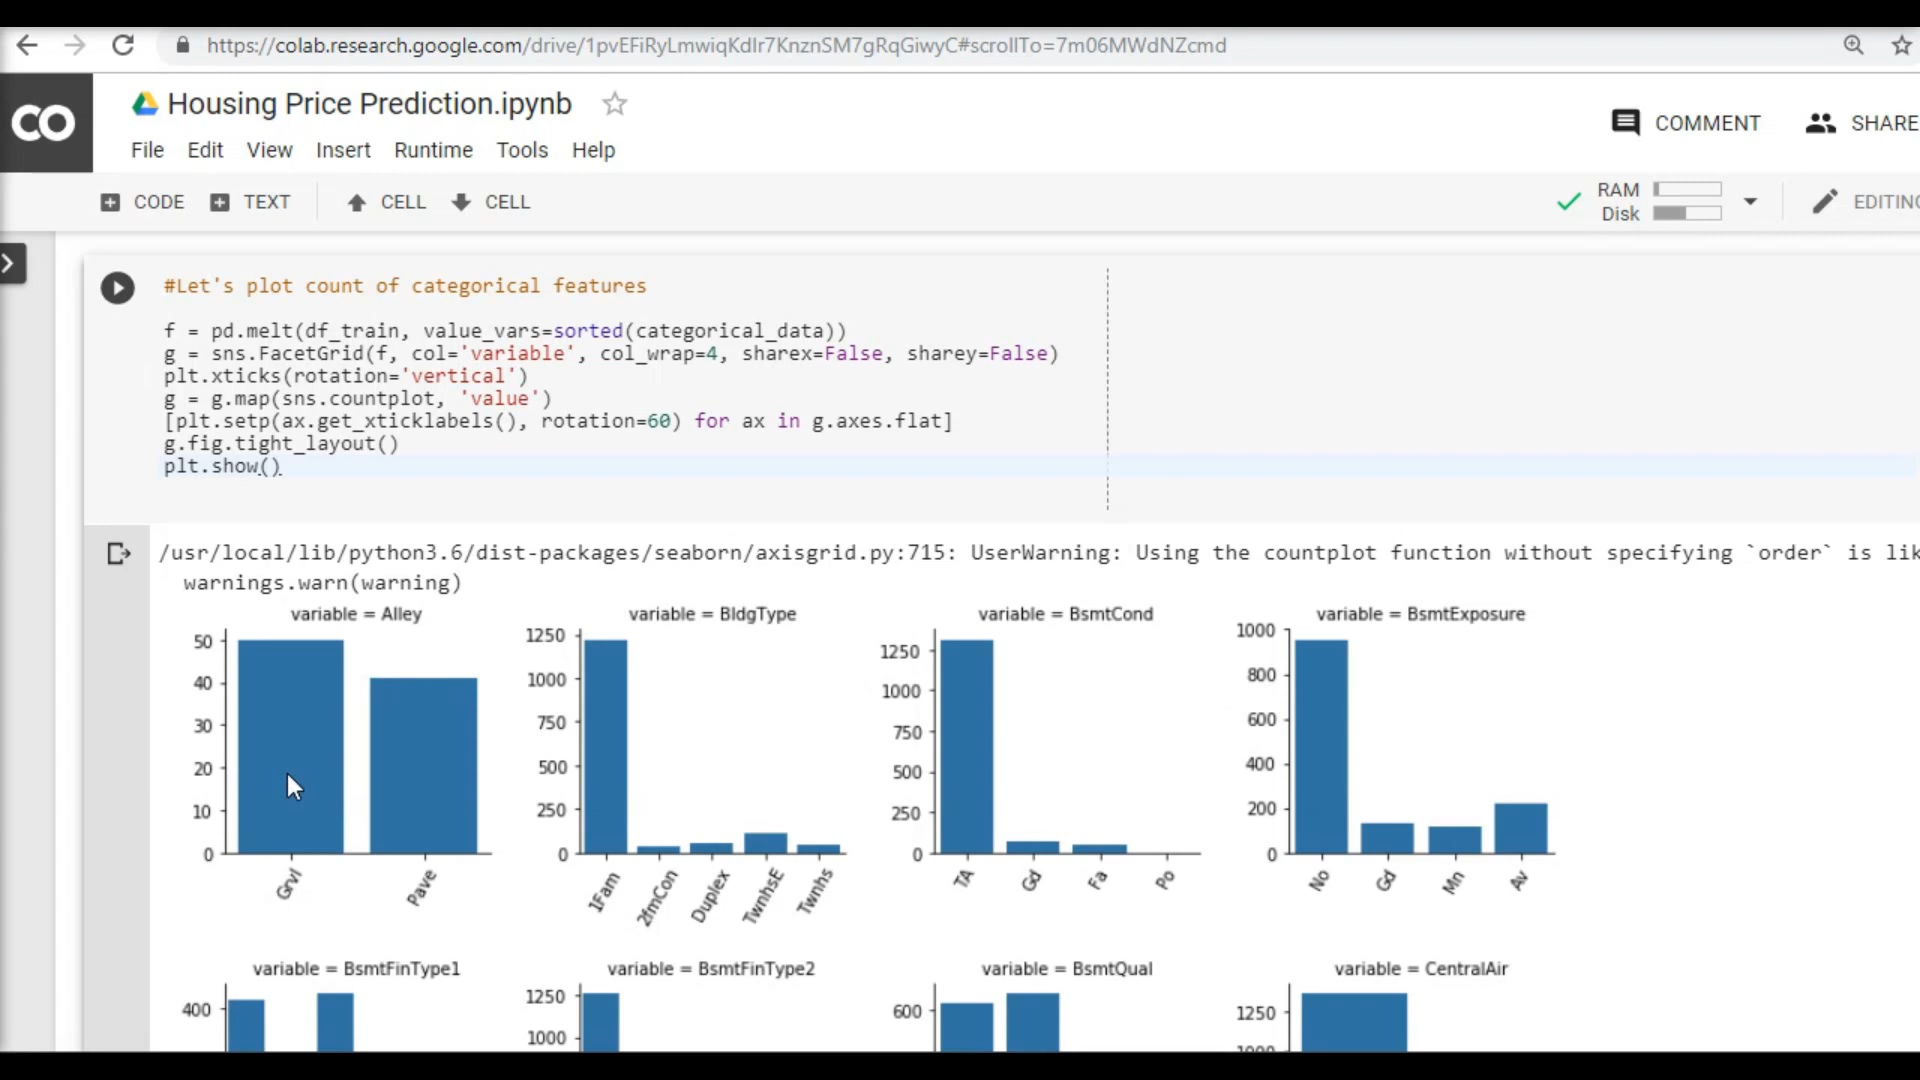 https://colab.research.google.com/drive/1pvEFiRyLmwiqKdIr7KnznSM7gRqGiwyC#scrollTo=7m06MWdNZcmd
CO
Housing Price Prediction.ipynb
COMMENT
SHARE
File Edit View Insert Runtime Tools Help
CODE TEXT CELL CELL
RAM
Disk
EDITING
#Let's plot count of categorical features
f = pd.melt(df_train, value_vars=sorted(categorical_data))
g = sns.FacetGrid(f, col='variable', col_wrap=4, sharex=False, sharey=False)
plt.xticks(rotation='vertical')
g = g.map(sns.countplot, 'value')
[plt.setp(ax.get_xticklabels(), rotation=60) for ax in g.axes.flat]
g.fig.tight_layout()
plt.show()
/usr/local/lib/python3.6/dist-packages/seaborn/axisgrid.py:715: UserWarning: Using the countplot function without specifying `order` is lik
warnings.warn(warning)
variable = Alley
50
40
30
20
10
0
Grvl
Pave
variable = BldgType
1250
1000
750
500
250
0
1Fam
2fmCon
Duplex
TwnhsE
Twnhs
variable = BsmtCond
1250
1000
750
500
250
0
TA
Gd
Fa
Po
variable = BsmtExposure
1000
800
600
400
200
0
No
Gd
Mn
Av
variable = BsmtFinType1
400
variable = BsmtFinType2
1250
1000
variable = BsmtQual
600
variable = CentralAir
1250